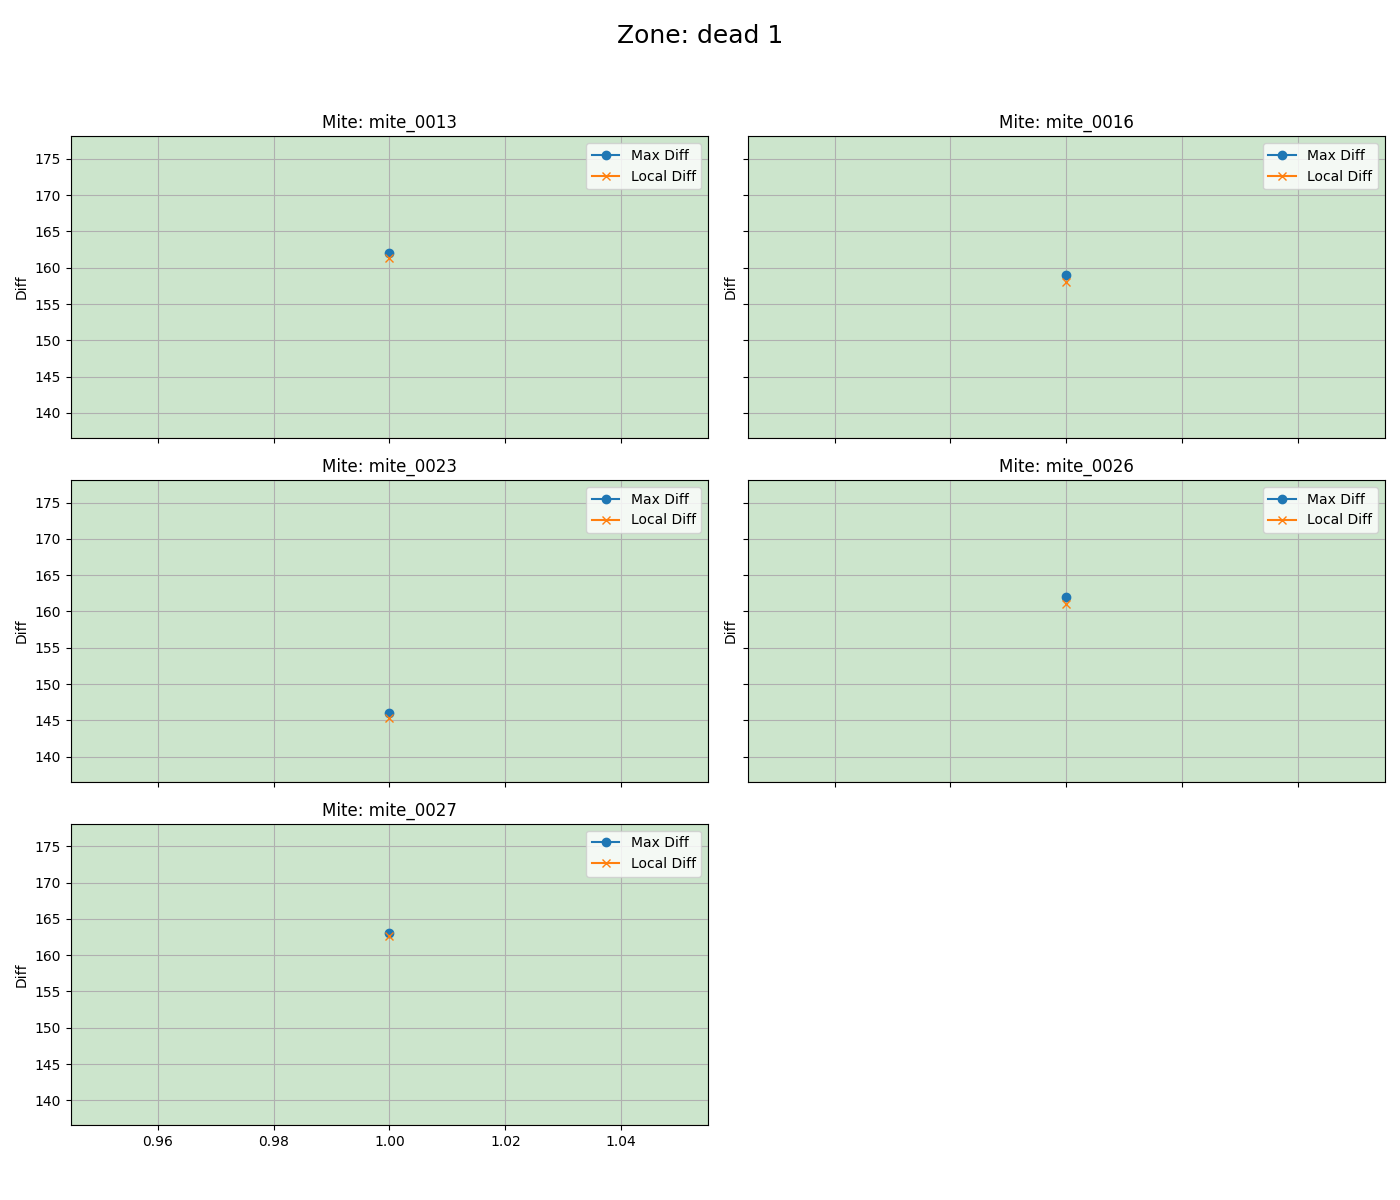 Zone: dead 1
Mite: mite_0013
Diff
175
170
165
160
155
150
145
140
Max Diff
Local Diff
Mite: mite_0016
Diff
Max Diff
Local Diff
Mite: mite_0023
Diff
175
170
165
160
155
150
145
140
Max Diff
Local Diff
Mite: mite_0026
Diff
Max Diff
Local Diff
Mite: mite_0027
Diff
175
170
165
160
155
150
145
140
Max Diff
Local Diff
0.96 0.98 1.00 1.02 1.04